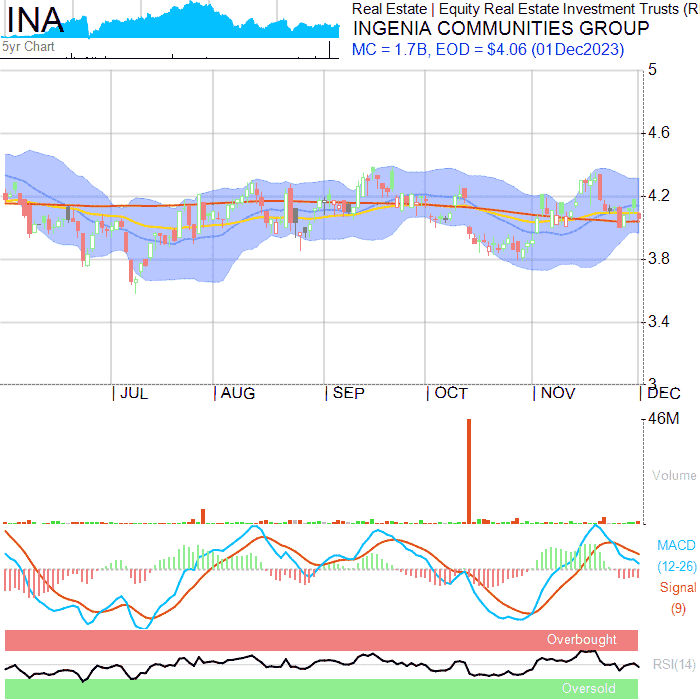 INA
5yr Chart
Real Estate | Equity Real Estate Investment Trusts (R
INGENIA COMMUNITIES GROUP
MC = 1.7B, EOD = $4.06 (01Dec2023)
5
4.6
4.2
3.8
3.4
3
JUL AUG SEP OCT NOV DEC
46M
Volume
MACD
(12-26)
Signal
(9)
Overbought
RSI(14)
Oversold